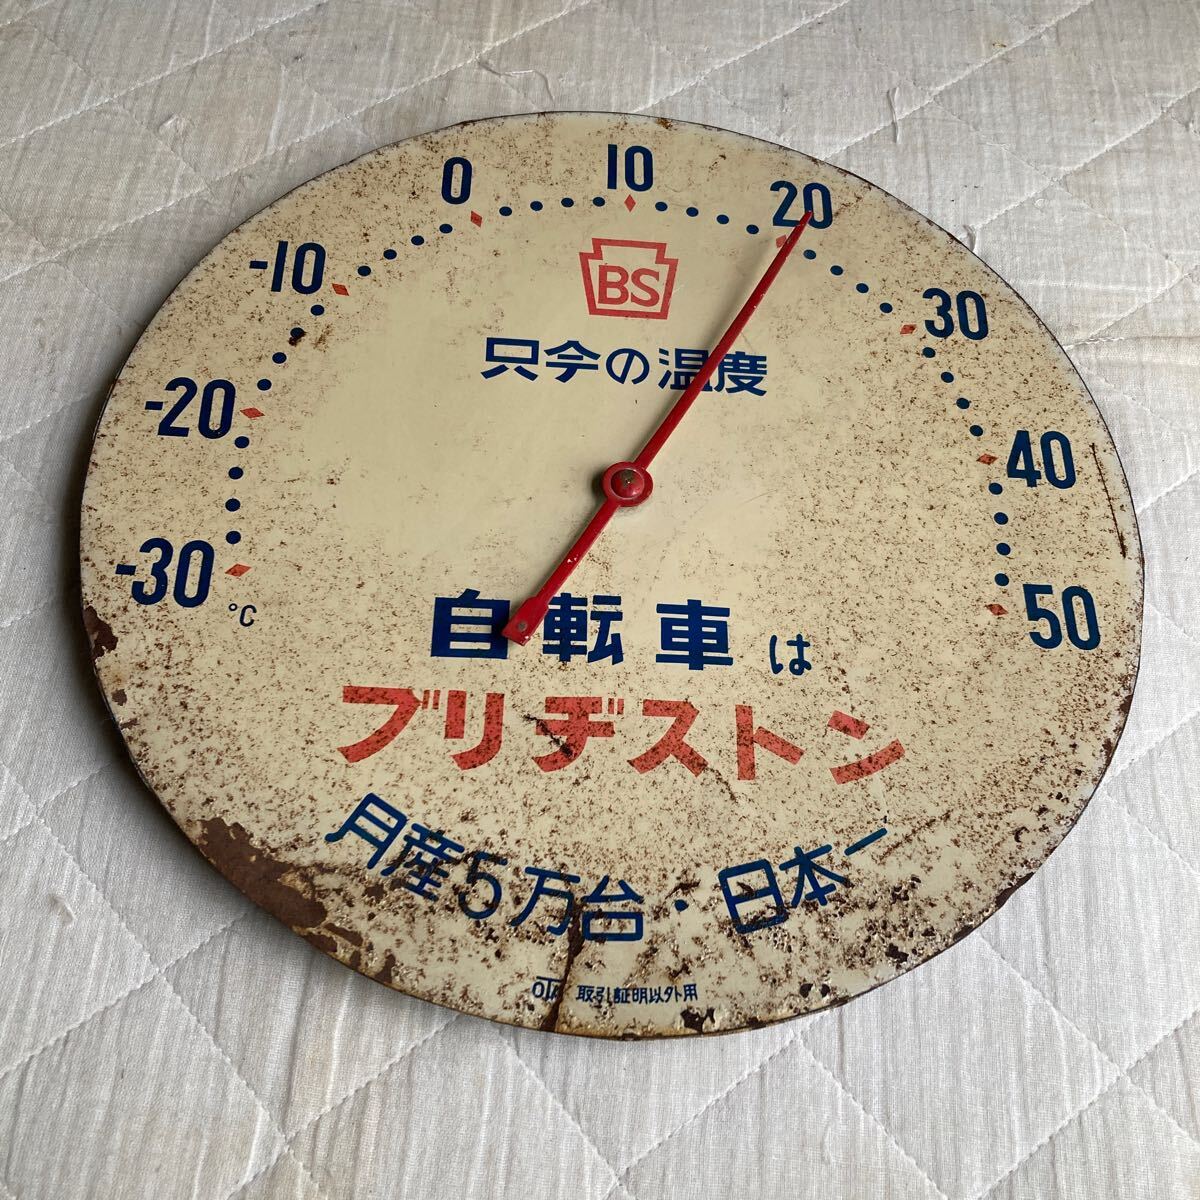 -30
-20
-10
0
10
20
30
40
50
°C
BS
只今の温度
自転車は
ブリヂストン
月産5万台・日本一
OTA 取引証明以外用